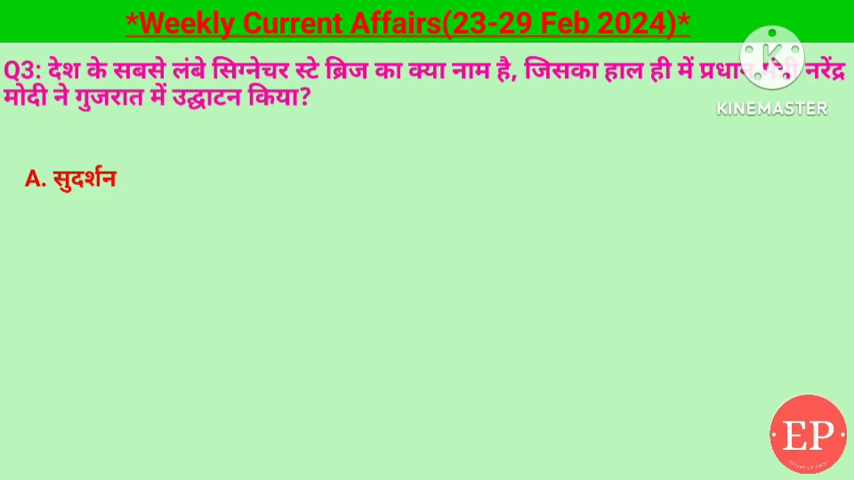 *Weekly Current Affairs(23-29 Feb 2024)*
Q3: देश के सबसे लंबे सिग्नेचर स्टे ब्रिज का क्या नाम है, जिसका हाल ही में प्रधान नरेंद्र
मोदी ने गुजरात में उद्घाटन किया?
KINEMASTER
A. सुदर्शन
EP